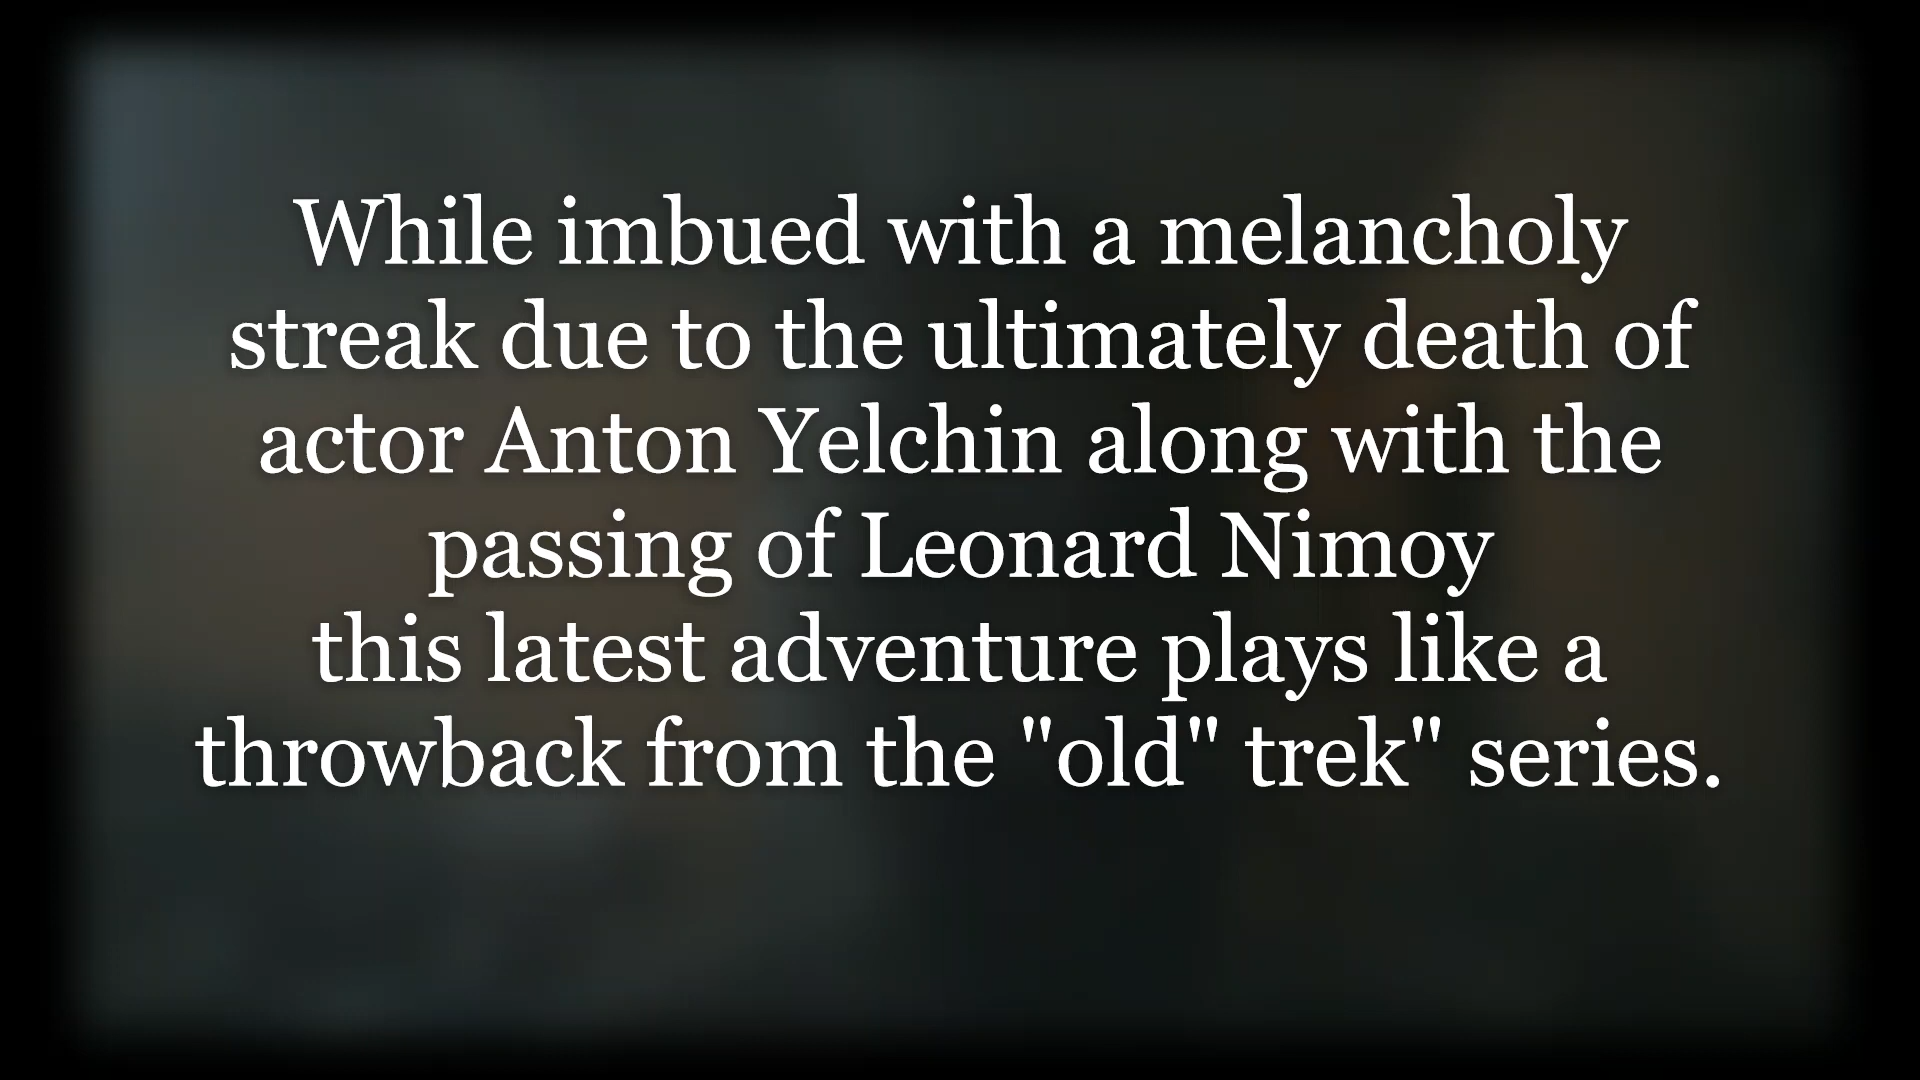 While imbued with a melancholy
streak due to the ultimately death of
actor Anton Yelchin along with the
passing of Leonard Nimoy
this latest adventure plays like a
throwback from the "old" trek" series.